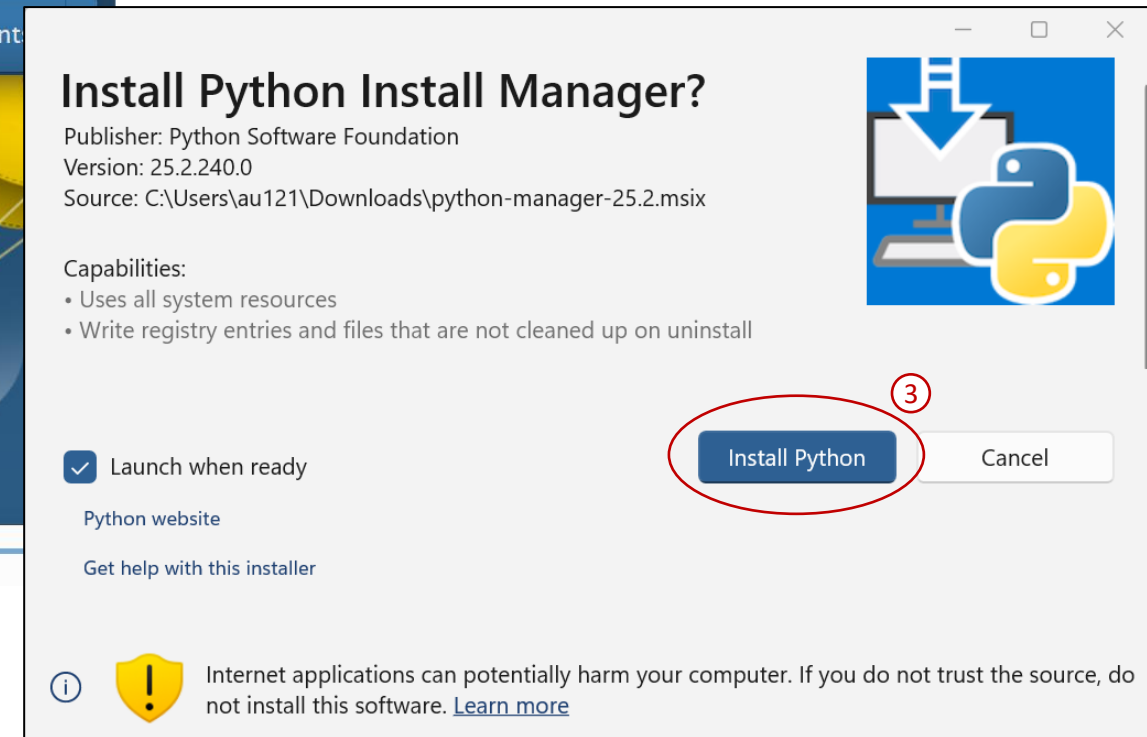 Install Python Install Manager?
Publisher: Python Software Foundation
Version: 25.2.240.0
Source: C:\Users\au121\Downloads\python-manager-25.2.msix
Capabilities:
• Uses all system resources
• Write registry entries and files that are not cleaned up on uninstall
3
Launch when ready
Install Python
Cancel
Python website
Get help with this installer
Internet applications can potentially harm your computer. If you do not trust the source, do
not install this software. Learn more